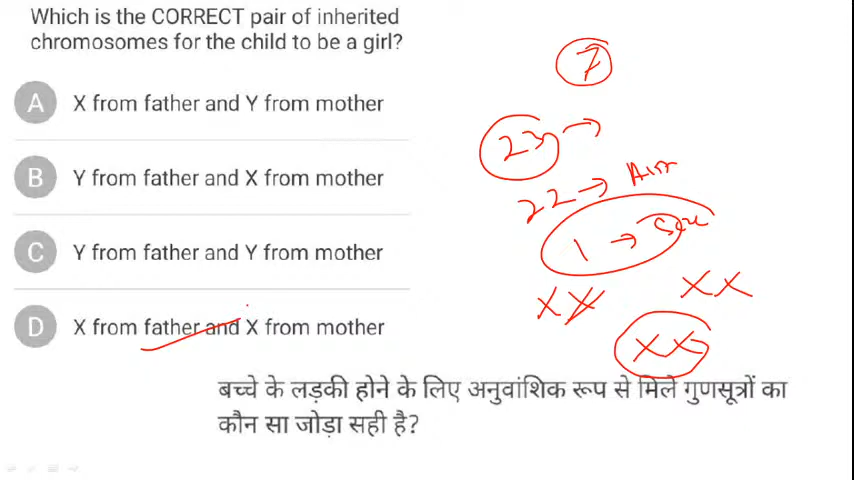 Which is the CORRECT pair of inherited
chromosomes for the child to be a girl?
A X from father and Y from mother
B Y from father and X from mother
C Y from father and Y from mother
D X from father and X from mother
7
23 →
22 →
1 → Sex
XX
XX
बच्चे के लड़की होने के लिए अनुवांशिक रूप से मिले गुणसूत्रों का
कौन सा जोड़ा सही है?